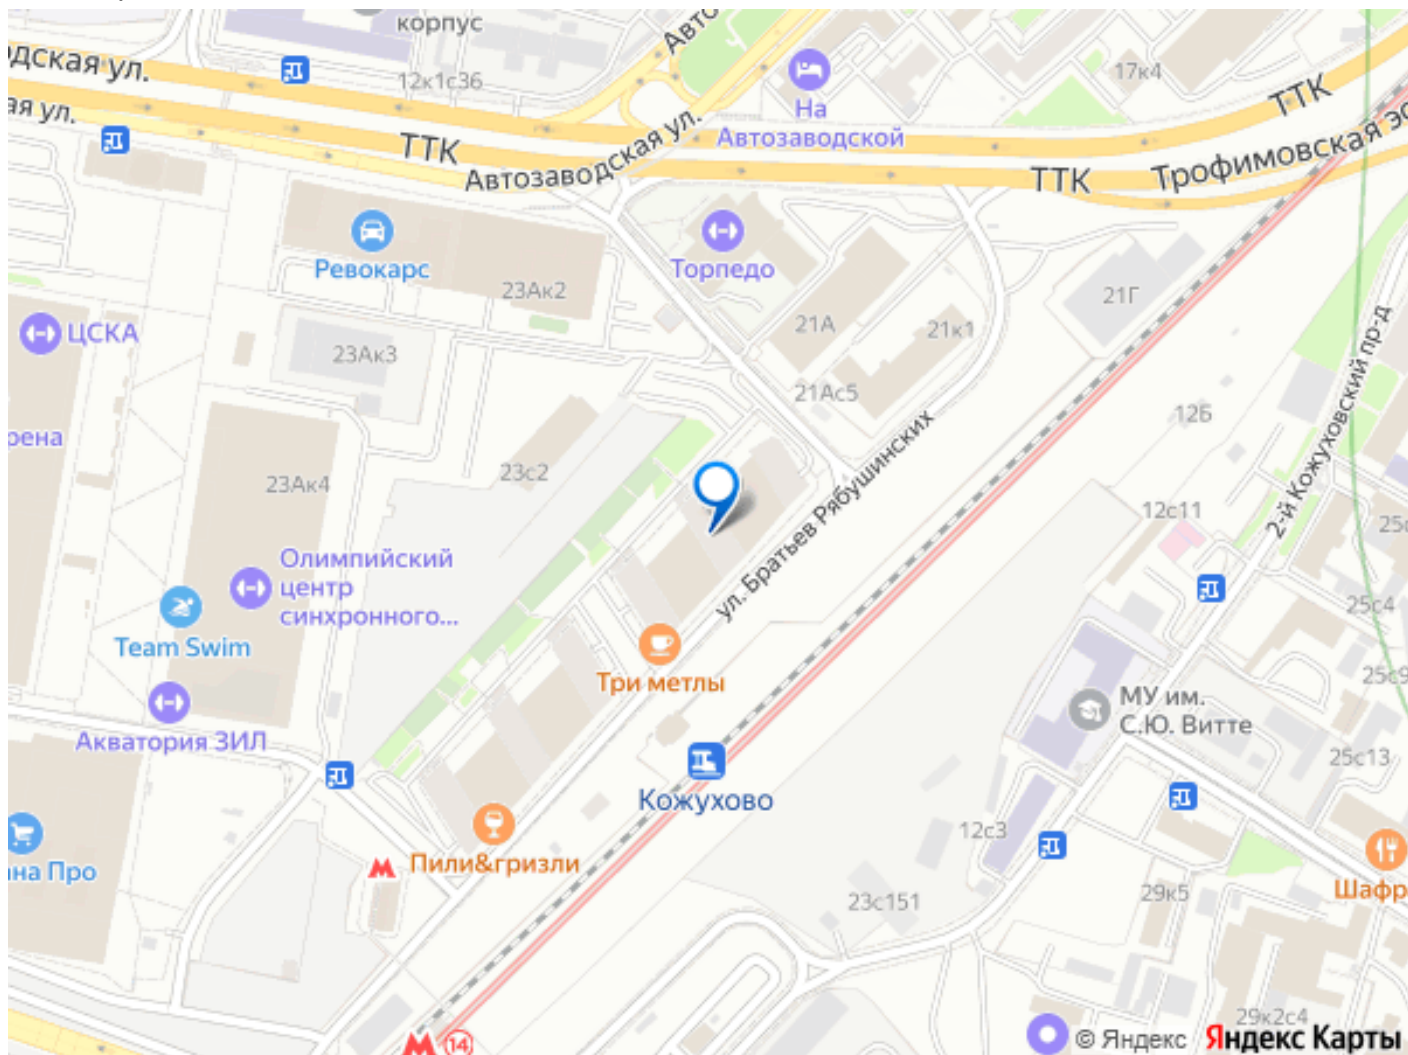 корпус
Авто
дская ул.
12к1с36
17к4
На
Автозаводской
ТТК
ая ул.
ТТК
Автозаводская ул.
ТТК
Трофимовская эс
Ревокарс
Торпедо
23Ак2
21Г
21А
21к1
ЦСКА
23Ак3
21Ас5
12Б
2-й Кожуховский пр-д
рена
23с2
23Ак4
ул. Братьев Рябушинских
12с11
25с
Олимпийский
центр
синхронного...
25с4
Team Swim
Три метлы
25с9
МУ им.
С.Ю. Витте
Акватория ЗИЛ
25с13
Кожухово
12с3
Пили&гризли
на Про
Шафр
29к5
23с151
29к2с4
14
© Яндекс
Яндекс Карты